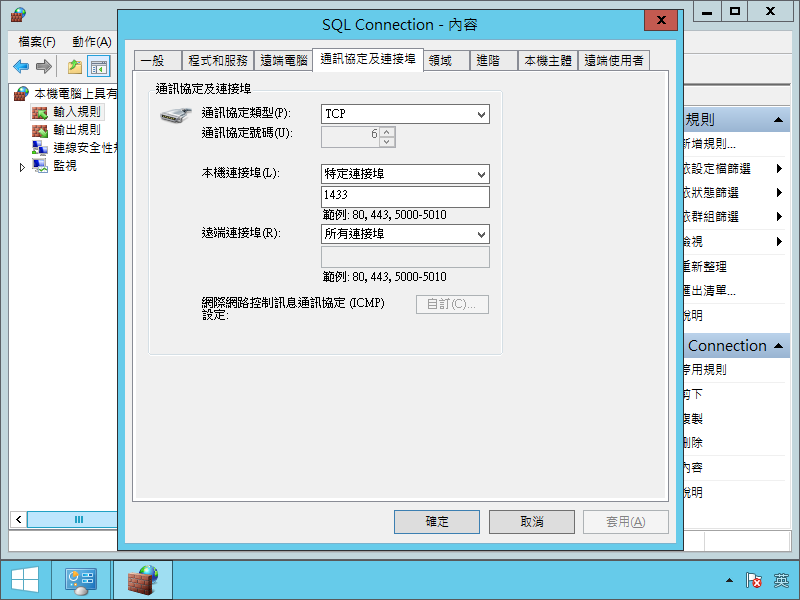 SQL Connection - 內容
檔案(F) 動作(A)
一般 程式和服務 遠端電腦 通訊協定及連接埠 領域 進階 本機主體 遠端使用者
本機電腦上具有
輸入規則
輸出規則
連線安全性規
監視
通訊協定及連接埠
通訊協定類型(P): TCP
通訊協定號碼(U): 6
本機連接埠(L): 特定連接埠
1433
範例: 80, 443, 5000-5010
遠端連接埠(R): 所有連接埠
範例: 80, 443, 5000-5010
網際網路控制訊息通訊協定 (ICMP)
設定:
自訂(C)...
確定 取消 套用(A)
規則
新增規則...
依設定檔篩選
依狀態篩選
依群組篩選
檢視
重新整理
匯出清單...
說明
Connection
停用規則
剪下
複製
刪除
內容
說明
英